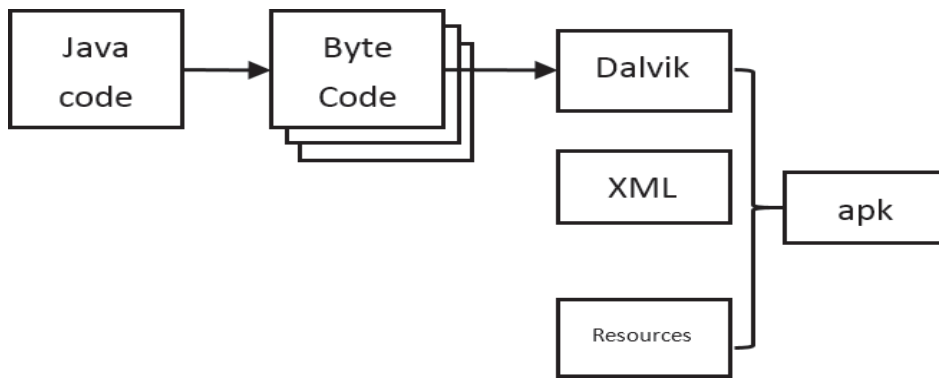 Java
code
Byte
Code
Dalvik
XML
apk
Resources